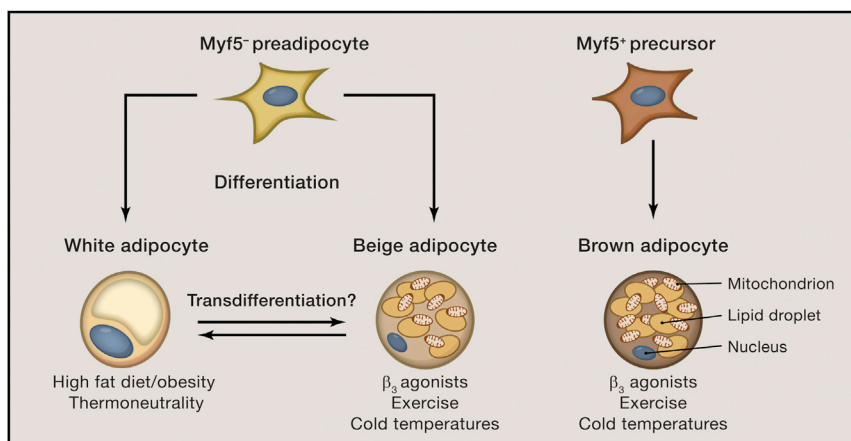 Myf5⁻ preadipocyte
Myf5⁺ precursor
Differentiation
White adipocyte
Beige adipocyte
Brown adipocyte
Transdifferentiation?
Mitochondrion
Lipid droplet
Nucleus
High fat diet/obesity
Thermoneutrality
β₃ agonists
Exercise
Cold temperatures
β₃ agonists
Exercise
Cold temperatures